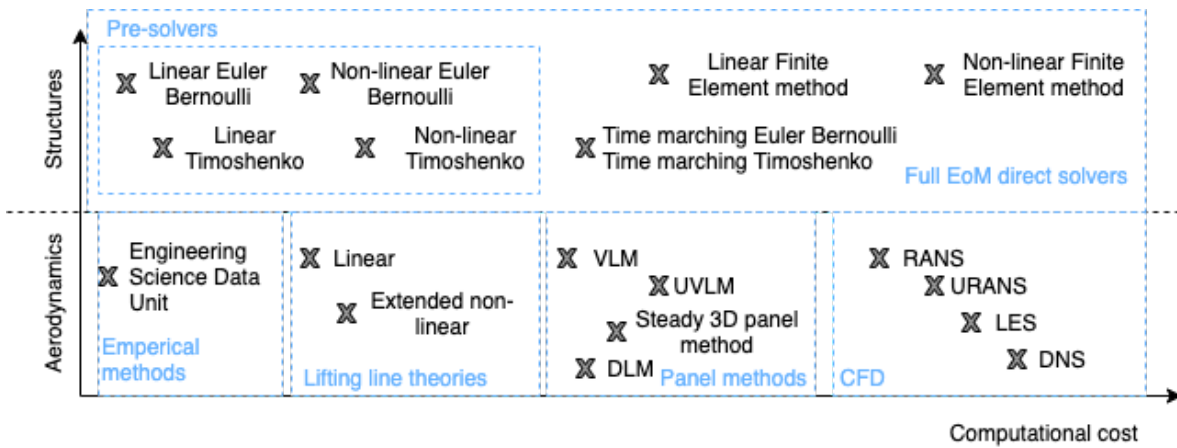 Pre-solvers
Structures
Linear Euler
Bernoulli
Non-linear Euler
Bernoulli
Linear Finite
Element method
Non-linear Finite
Element method
Linear
Timoshenko
Non-linear
Timoshenko
Time marching Euler Bernoulli
Time marching Timoshenko
Full EoM direct solvers
Aerodynamics
Engineering
Science Data
Unit
Emperical
methods
Linear
Extended non-
linear
Lifting line theories
VLM
UVLM
Steady 3D panel
method
DLM
Panel methods
RANS
URANS
LES
DNS
CFD
Computational cost